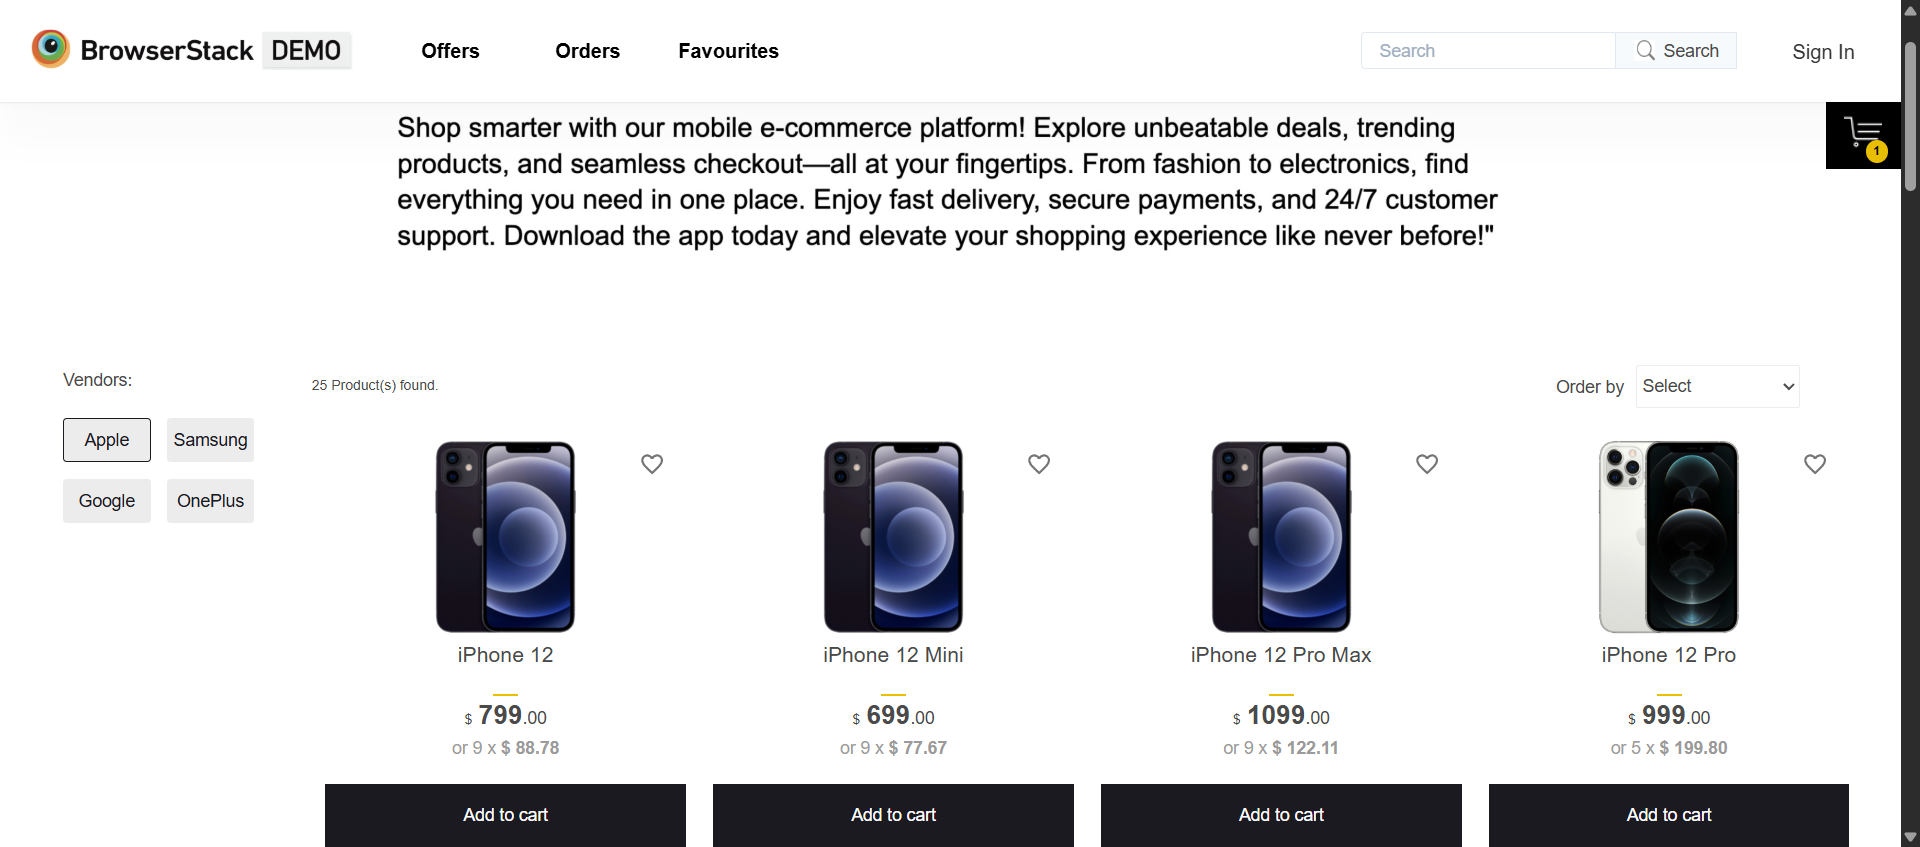 BrowserStack DEMO
Offers
Orders
Favourites
Search
Search
Sign In
1
Shop smarter with our mobile e-commerce platform! Explore unbeatable deals, trending
products, and seamless checkout—all at your fingertips. From fashion to electronics, find
everything you need in one place. Enjoy fast delivery, secure payments, and 24/7 customer
support. Download the app today and elevate your shopping experience like never before!"
Vendors:
Apple
Samsung
Google
OnePlus
25 Product(s) found.
Order by
Select
iPhone 12
$ 799.00
or 9 x $ 88.78
Add to cart
iPhone 12 Mini
$ 699.00
or 9 x $ 77.67
Add to cart
iPhone 12 Pro Max
$ 1099.00
or 9 x $ 122.11
Add to cart
iPhone 12 Pro
$ 999.00
or 5 x $ 199.80
Add to cart